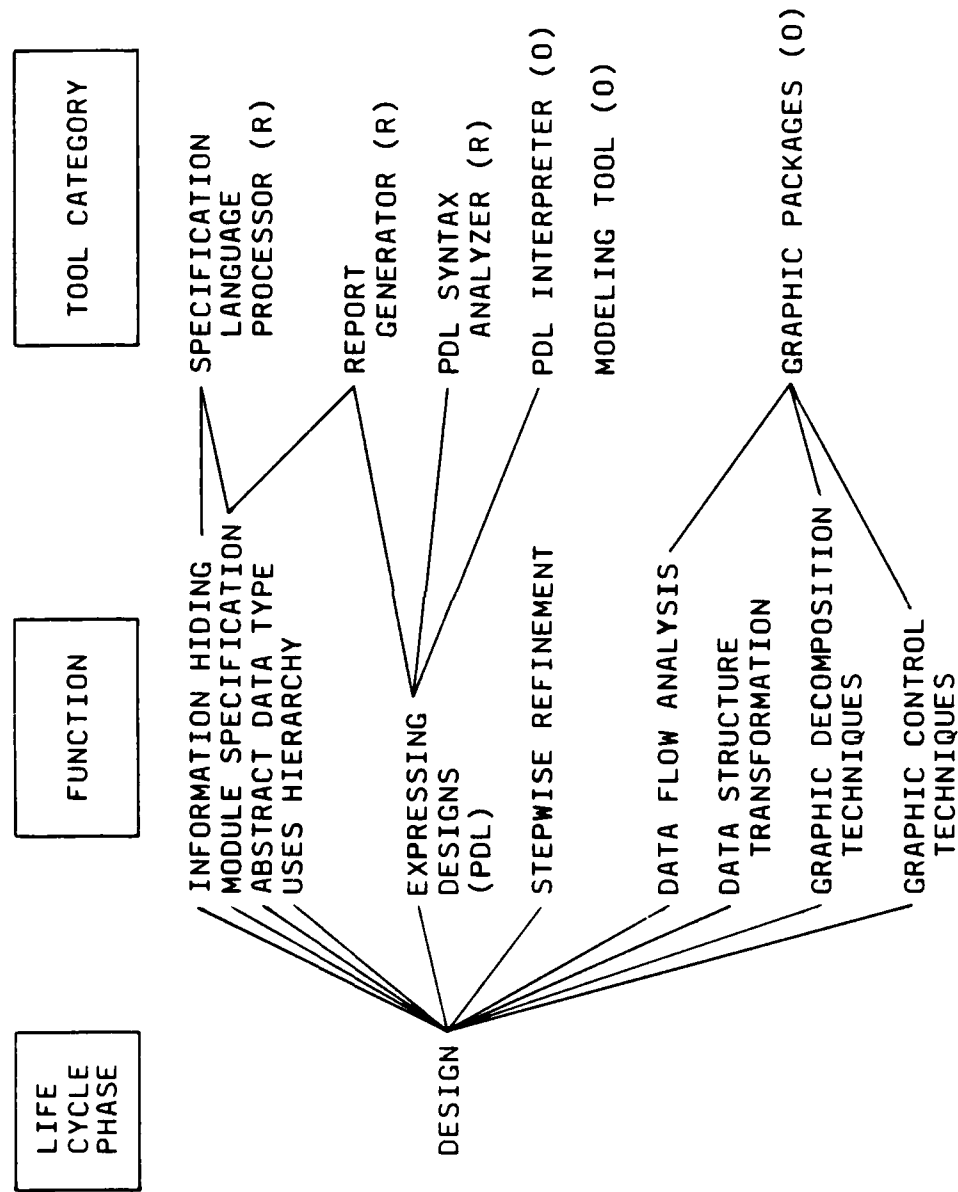 LIFE
CYCLE
PHASE
FUNCTION
TOOL CATEGORY
DESIGN
INFORMATION HIDING
MODULE SPECIFICATION
ABSTRACT DATA TYPE
USES HIERARCHY
EXPRESSING
DESIGNS
(PDL)
STEPWISE REFINEMENT
DATA FLOW ANALYSIS
DATA STRUCTURE
TRANSFORMATION
GRAPHIC DECOMPOSITION
TECHNIQUES
GRAPHIC CONTROL
TECHNIQUES
SPECIFICATION
LANGUAGE
PROCESSOR (R)
REPORT
GENERATOR (R)
PDL SYNTAX
ANALYZER (R)
PDL INTERPRETER (O)
MODELING TOOL (O)
GRAPHIC PACKAGES (O)